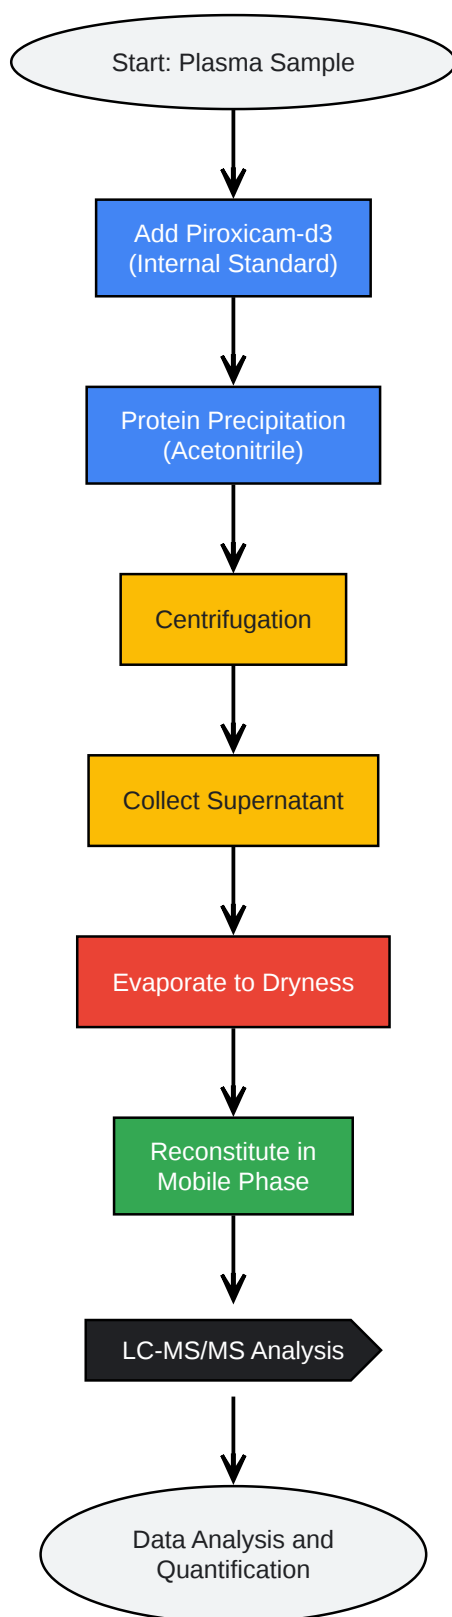 Start: Plasma Sample
Add Piroxicam-d3
(Internal Standard)
Protein Precipitation
(Acetonitrile)
Centrifugation
Collect Supernatant
Evaporate to Dryness
Reconstitute in
Mobile Phase
LC-MS/MS Analysis
Data Analysis and
Quantification